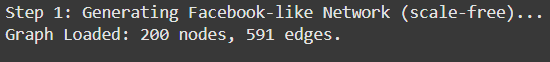 Step 1: Generating Facebook-like Network (scale-free)...
Graph Loaded: 200 nodes, 591 edges.